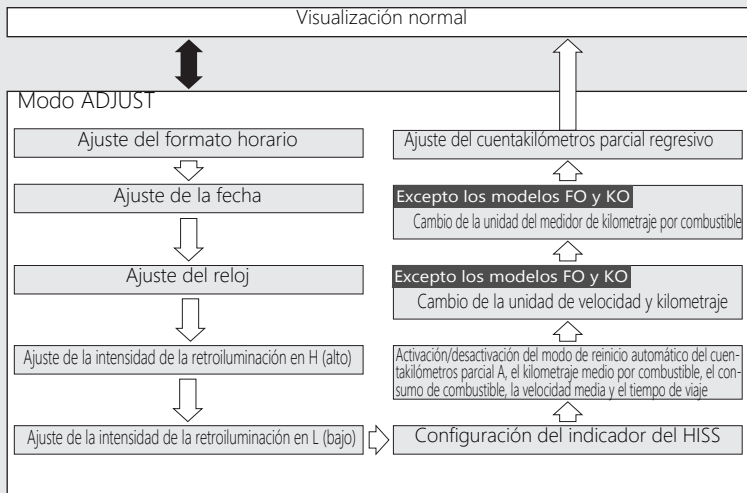 Visualización normal
Modo ADJUST
Ajuste del formato horario
Ajuste de la fecha
Ajuste del reloj
Ajuste de la intensidad de la retroiluminación en H (alto)
Ajuste de la intensidad de la retroiluminación en L (bajo)
Configuración del indicador del HISS
Activación/desactivación del modo de reinicio automático del cuen-
takilómetros parcial A, el kilometraje medio por combustible, el con-
sumo de combustible, la velocidad media y el tiempo de viaje
Excepto los modelos FO y KO
Cambio de la unidad de velocidad y kilometraje
Excepto los modelos FO y KO
Cambio de la unidad del medidor de kilometraje por combustible
Ajuste del cuentakilómetros parcial regresivo